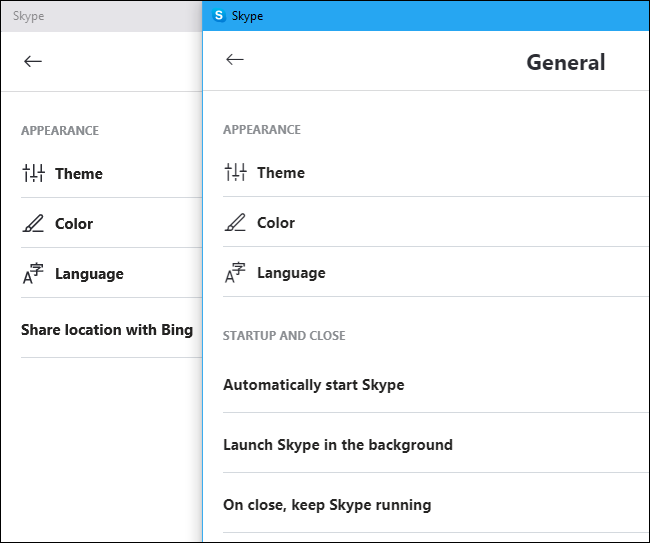 Skype
APPEARANCE
Theme
Color
Language
Share location with Bing
Skype
General
APPEARANCE
Theme
Color
Language
STARTUP AND CLOSE
Automatically start Skype
Launch Skype in the background
On close, keep Skype running